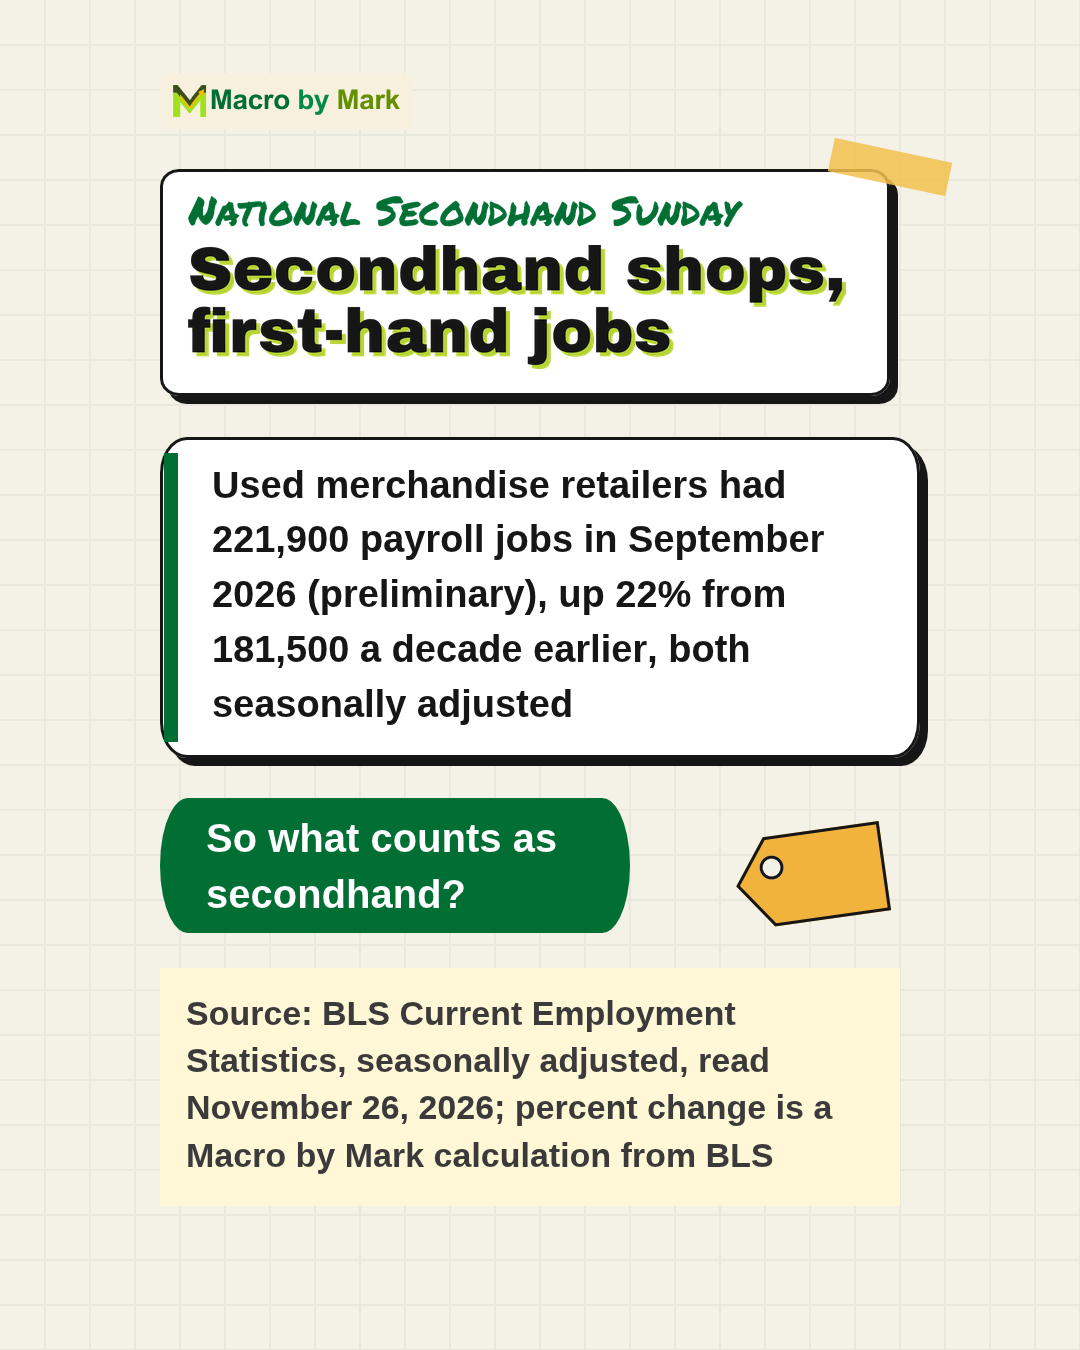 Macro by Mark
National Secondhand Sunday
Secondhand shops,
first-hand jobs
Used merchandise retailers had
221,900 payroll jobs in September
2026 (preliminary), up 22% from
181,500 a decade earlier, both
seasonally adjusted
So what counts as
secondhand?
Source: BLS Current Employment
Statistics, seasonally adjusted, read
November 26, 2026; percent change is a
Macro by Mark calculation from BLS